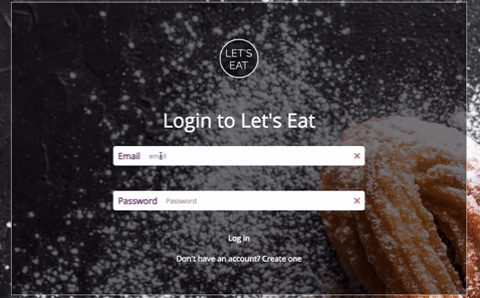 LET'S
EAT
Login to Let's Eat
Email email
Password Password
Log in
Don't have an account? Create one